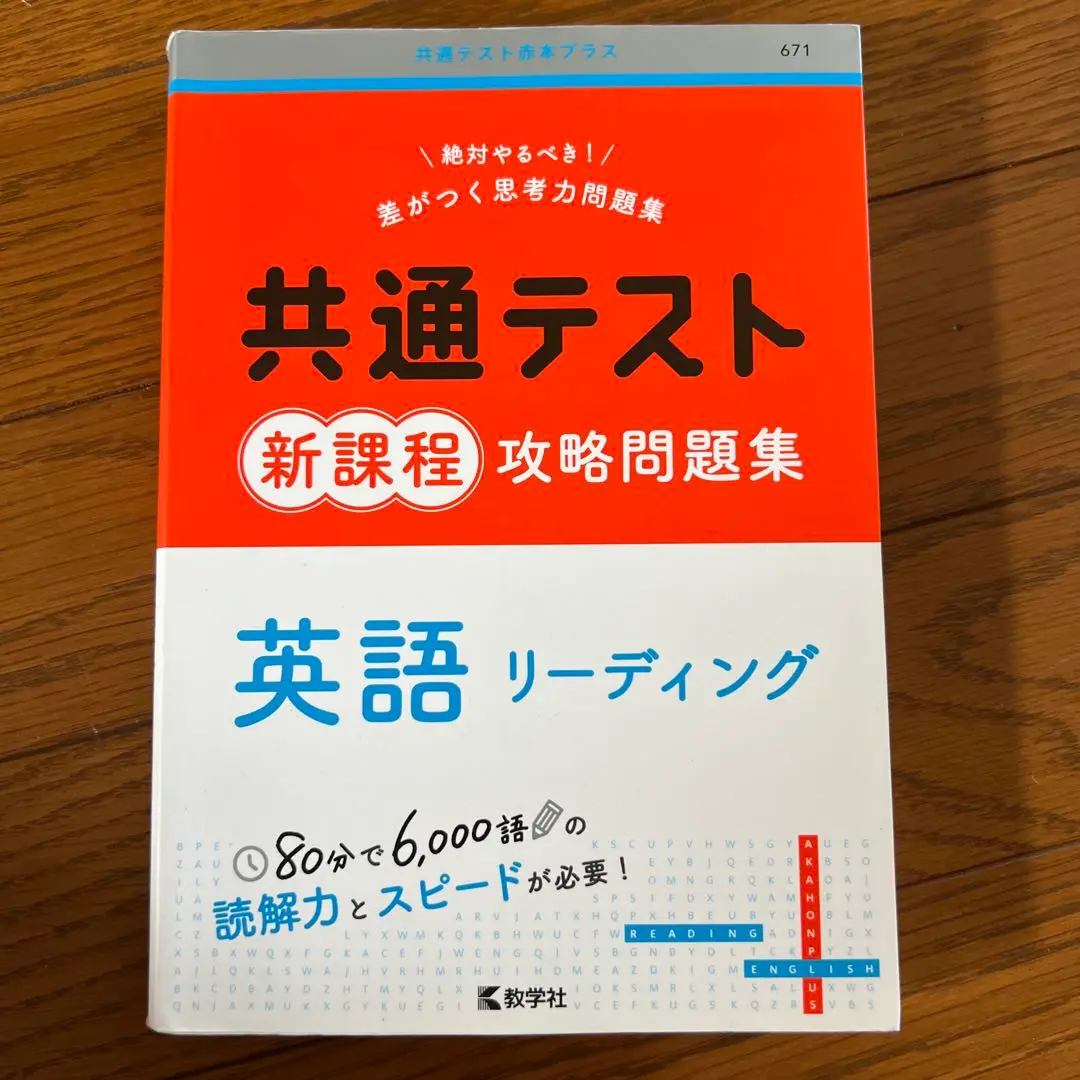 共通テスト赤本プラス
671
\ 絶対やるべき! /
差がつく思考力問題集
共通テスト
新課程 攻略問題集
英語 リーディング
80分で6,000語の
読解力とスピードが必要!
AKAHONPLUS
READING
ENGLISH
教学社